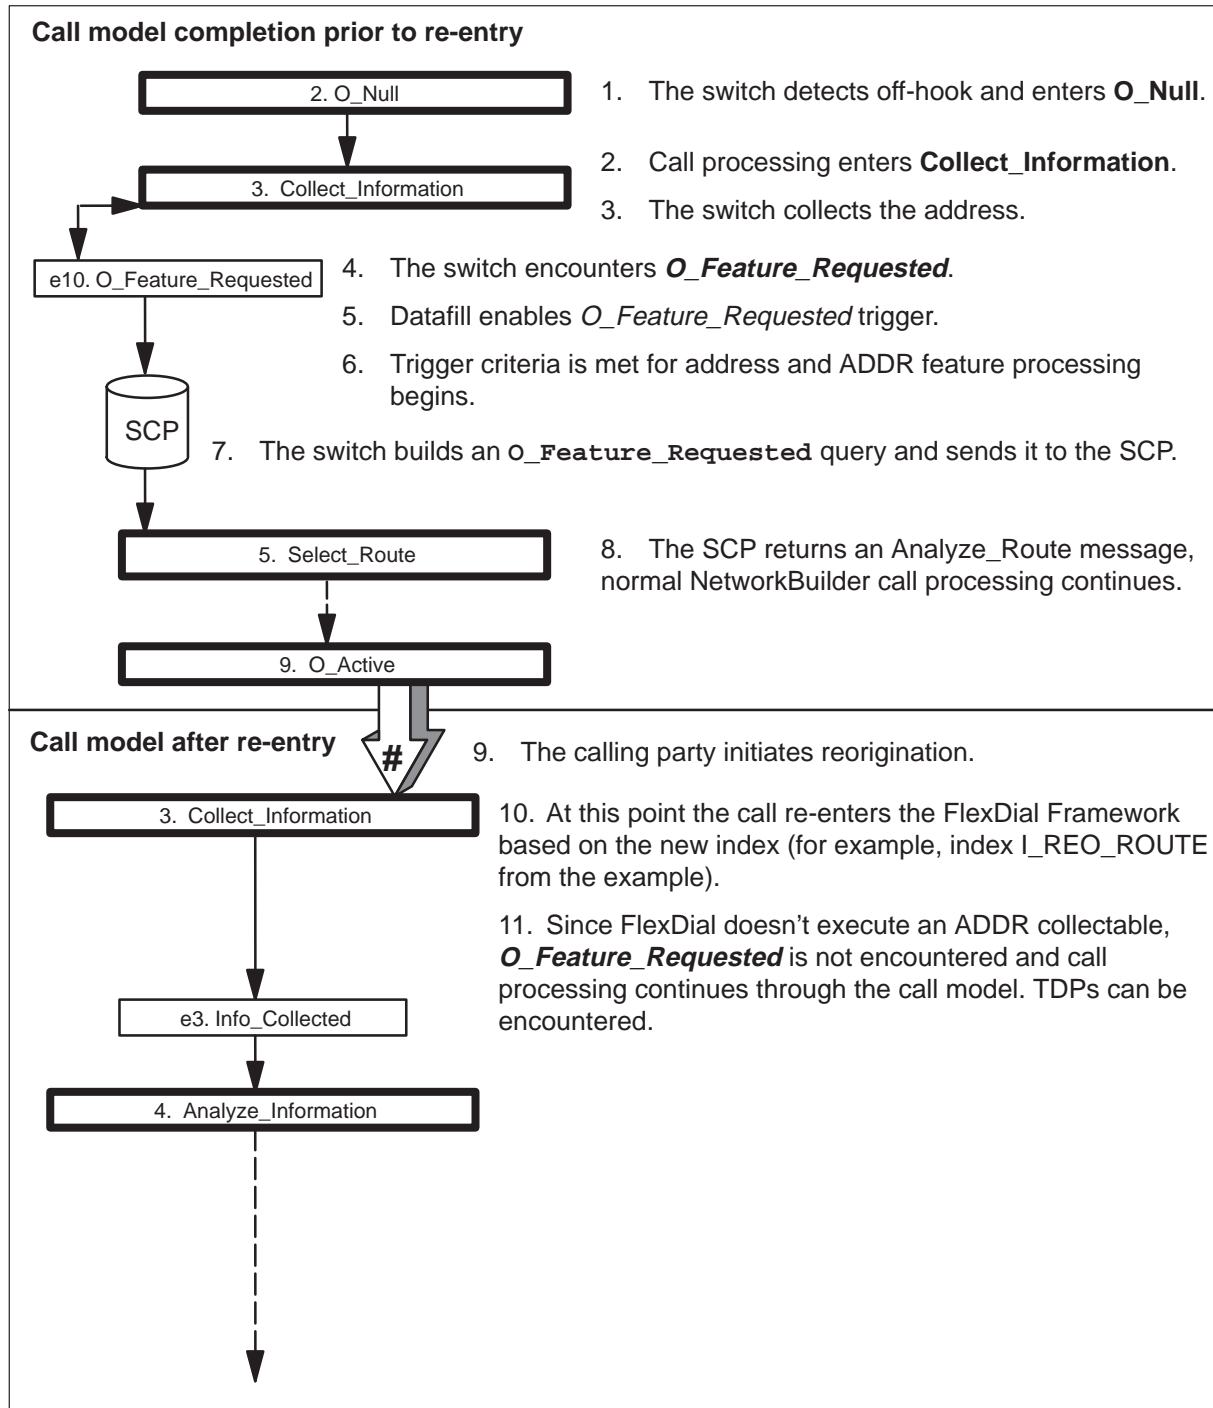 Call model completion prior to re-entry
2. O_Null
1. The switch detects off-hook and enters O_Null.
2. Call processing enters Collect_Information.
3. Collect_Information
3. The switch collects the address.
e10. O_Feature_Requested
4. The switch encounters O_Feature_Requested.
5. Datafill enables O_Feature_Requested trigger.
6. Trigger criteria is met for address and ADDR feature processing
begins.
SCP
7. The switch builds an O_Feature_Requested query and sends it to the SCP.
5. Select_Route
8. The SCP returns an Analyze_Route message,
normal NetworkBuilder call processing continues.
9. O_Active
Call model after re-entry
#
9. The calling party initiates reorigination.
3. Collect_Information
10. At this point the call re-enters the FlexDial Framework
based on the new index (for example, index I_REO_ROUTE
from the example).
11. Since FlexDial doesn’t execute an ADDR collectable,
O_Feature_Requested is not encountered and call
processing continues through the call model. TDPs can be
encountered.
e3. Info_Collected
4. Analyze_Information